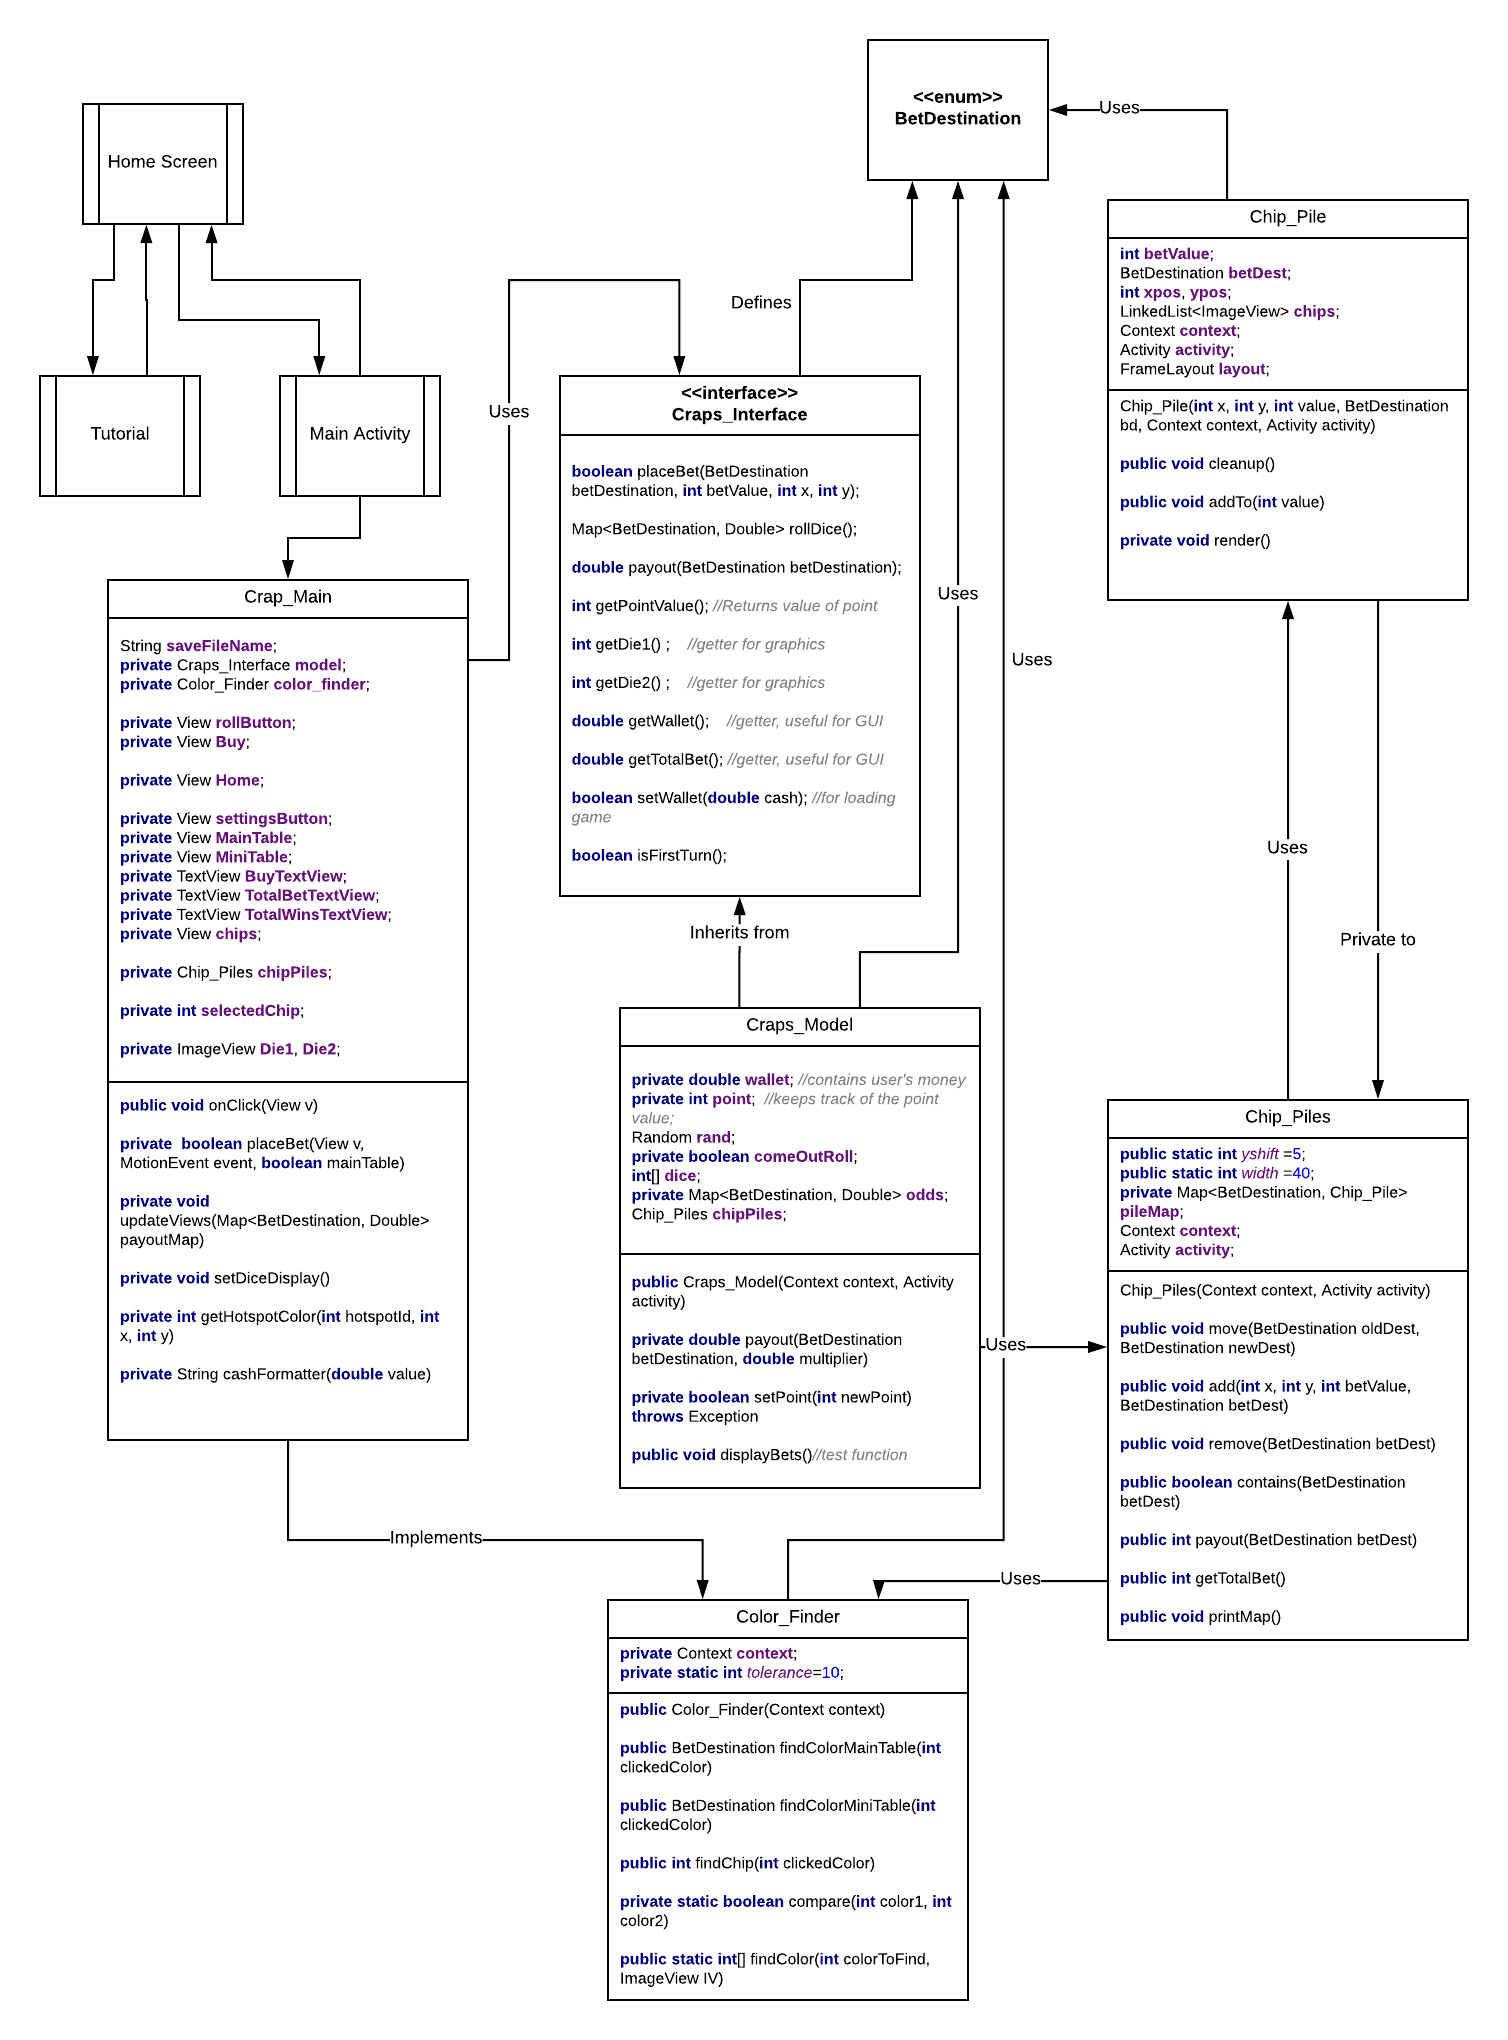 <<enum>>
BetDestination
Uses
Home Screen
Chip_Pile
int betValue;
BetDestination betDest;
int xpos, ypos;
LinkedList<ImageView> chips;
Context context;
Activity activity;
FrameLayout layout;
Chip_Pile(int x, int y, int value, BetDestination
bd, Context context, Activity activity)
public void cleanup()
public void addTo(int value)
private void render()
Defines
Uses
Tutorial
Main Activity
<<interface>>
Craps_Interface
boolean placeBet(BetDestination
betDestination, int betValue, int x, int y);
Map<BetDestination, Double> rollDice();
double payout(BetDestination betDestination);
int getPointValue(); //Returns value of point
int getDie1() ;    //getter for graphics
int getDie2() ;    //getter for graphics
double getWallet();    //getter, useful for GUI
double getTotalBet(); //getter, useful for GUI
boolean setWallet(double cash); //for loading
game
boolean isFirstTurn();
Uses
Uses
Crap_Main
String saveFileName;
private Craps_Interface model;
private Color_Finder color_finder;
private View rollButton;
private View Buy;
private View Home;
private View settingsButton;
private View MainTable;
private View MiniTable;
private TextView BuyTextView;
private TextView TotalBetTextView;
private TextView TotalWinsTextView;
private View chips;
private Chip_Piles chipPiles;
private int selectedChip;
private ImageView Die1, Die2;
public void onClick(View v)
private  boolean placeBet(View v,
MotionEvent event, boolean mainTable)
private void
updateViews(Map<BetDestination, Double>
payoutMap)
private void setDiceDisplay()
private int getHotspotColor(int hotspotId, int
x, int y)
private String cashFormatter(double value)
Uses
Private to
Inherits from
Craps_Model
private double wallet; //contains user's money
private int point;  //keeps track of the point
value;
Random rand;
private boolean comeOutRoll;
int[] dice;
private Map<BetDestination, Double> odds;
Chip_Piles chipPiles;
public Craps_Model(Context context, Activity
activity)
private double payout(BetDestination
betDestination, double multiplier)
private boolean setPoint(int newPoint)
throws Exception
public void displayBets()//test function
Uses
Chip_Piles
public static int yshift =5;
public static int width =40;
private Map<BetDestination, Chip_Pile>
pileMap;
Context context;
Activity activity;
Chip_Piles(Context context, Activity activity)
public void move(BetDestination oldDest,
BetDestination newDest)
public void add(int x, int y, int betValue,
BetDestination betDest)
public void remove(BetDestination betDest)
public boolean contains(BetDestination
betDest)
public int payout(BetDestination betDest)
public int getTotalBet()
public void printMap()
Implements
Uses
Color_Finder
private Context context;
private static int tolerance=10;
public Color_Finder(Context context)
public BetDestination findColorMainTable(int
clickedColor)
public BetDestination findColorMiniTable(int
clickedColor)
public int findChip(int clickedColor)
private static boolean compare(int color1, int
color2)
public static int[] findColor(int colorToFind,
ImageView IV)